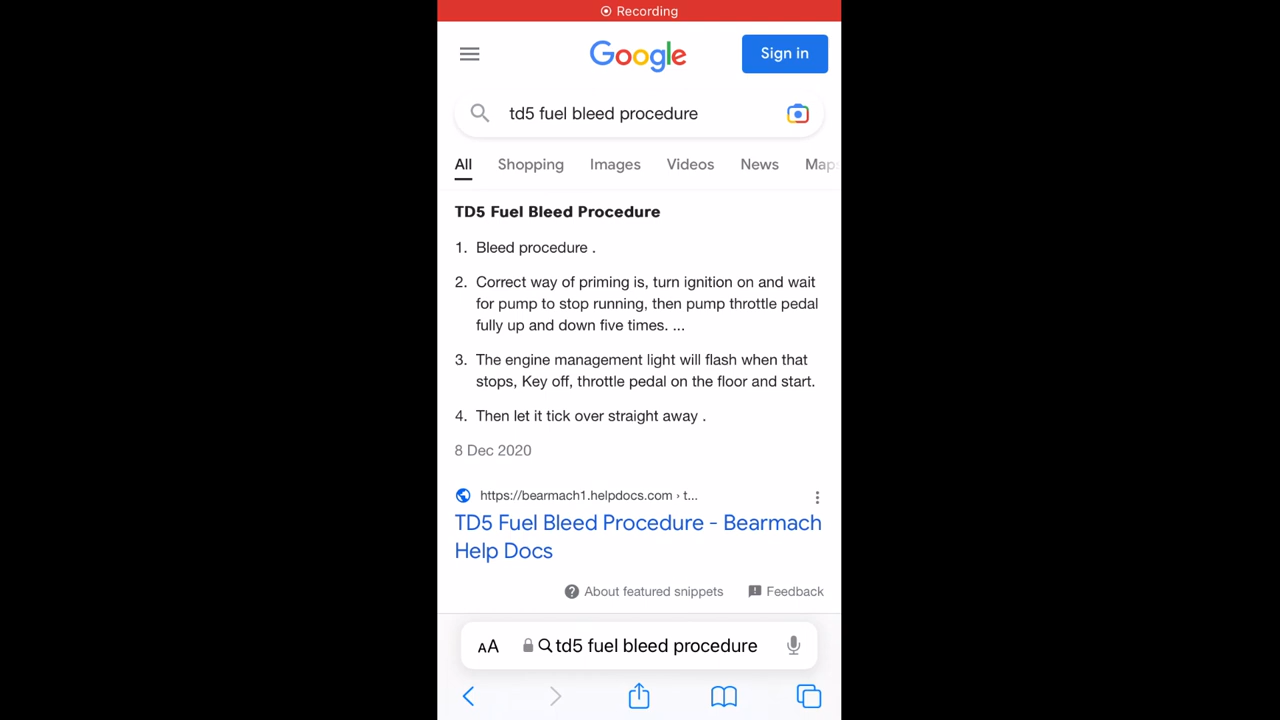 Recording
Google
Sign in
td5 fuel bleed procedure
All Shopping Images Videos News Map
TD5 Fuel Bleed Procedure
1. Bleed procedure .
2. Correct way of priming is, turn ignition on and wait
for pump to stop running, then pump throttle pedal
fully up and down five times. ...
3. The engine management light will flash when that
stops, Key off, throttle pedal on the floor and start.
4. Then let it tick over straight away .
8 Dec 2020
https://bearmach1.helpdocs.com › t...
TD5 Fuel Bleed Procedure - Bearmach
Help Docs
About featured snippets Feedback
AA td5 fuel bleed procedure